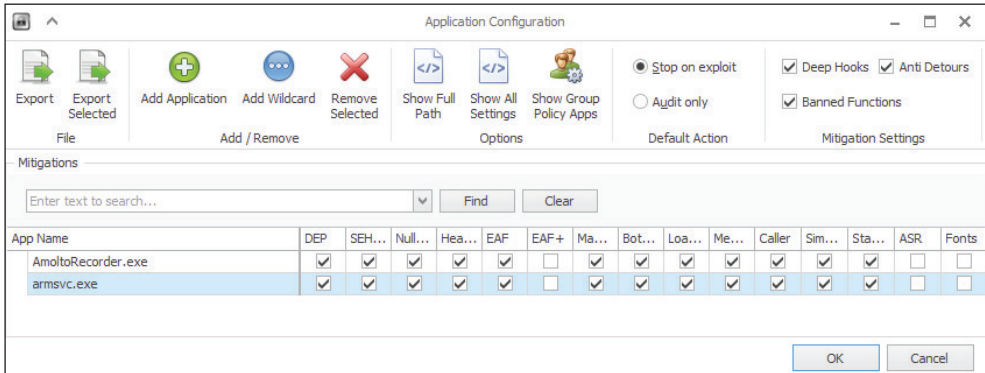 Application Configuration
Stop on exploit
Deep Hooks Anti Detours
Export Export Selected Add Application Add Wildcard Remove Selected Show Full Path Show All Settings Show Group Policy Apps
Audit only
Banned Functions
File Add / Remove Options Default Action Mitigation Settings
Mitigations
Enter text to search... Find Clear
App Name DEP SEH... Null... Hea... EAF EAF+ Ma... Bot... Loa... Me... Caller Sim... Sta... ASR Fonts
AmoltoRecorder.exe
armsvc.exe
OK Cancel